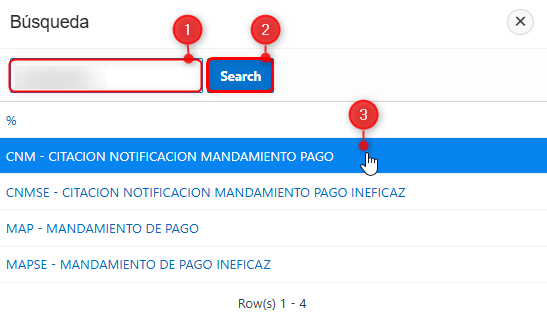 Búsqueda
1
2
Search
3
%
CNM - CITACION NOTIFICACION MANDAMIENTO PAGO
CNMSE - CITACION NOTIFICACION MANDAMIENTO PAGO INEFICAZ
MAP - MANDAMIENTO DE PAGO
MAPSE - MANDAMIENTO DE PAGO INEFICAZ
Row(s) 1 - 4